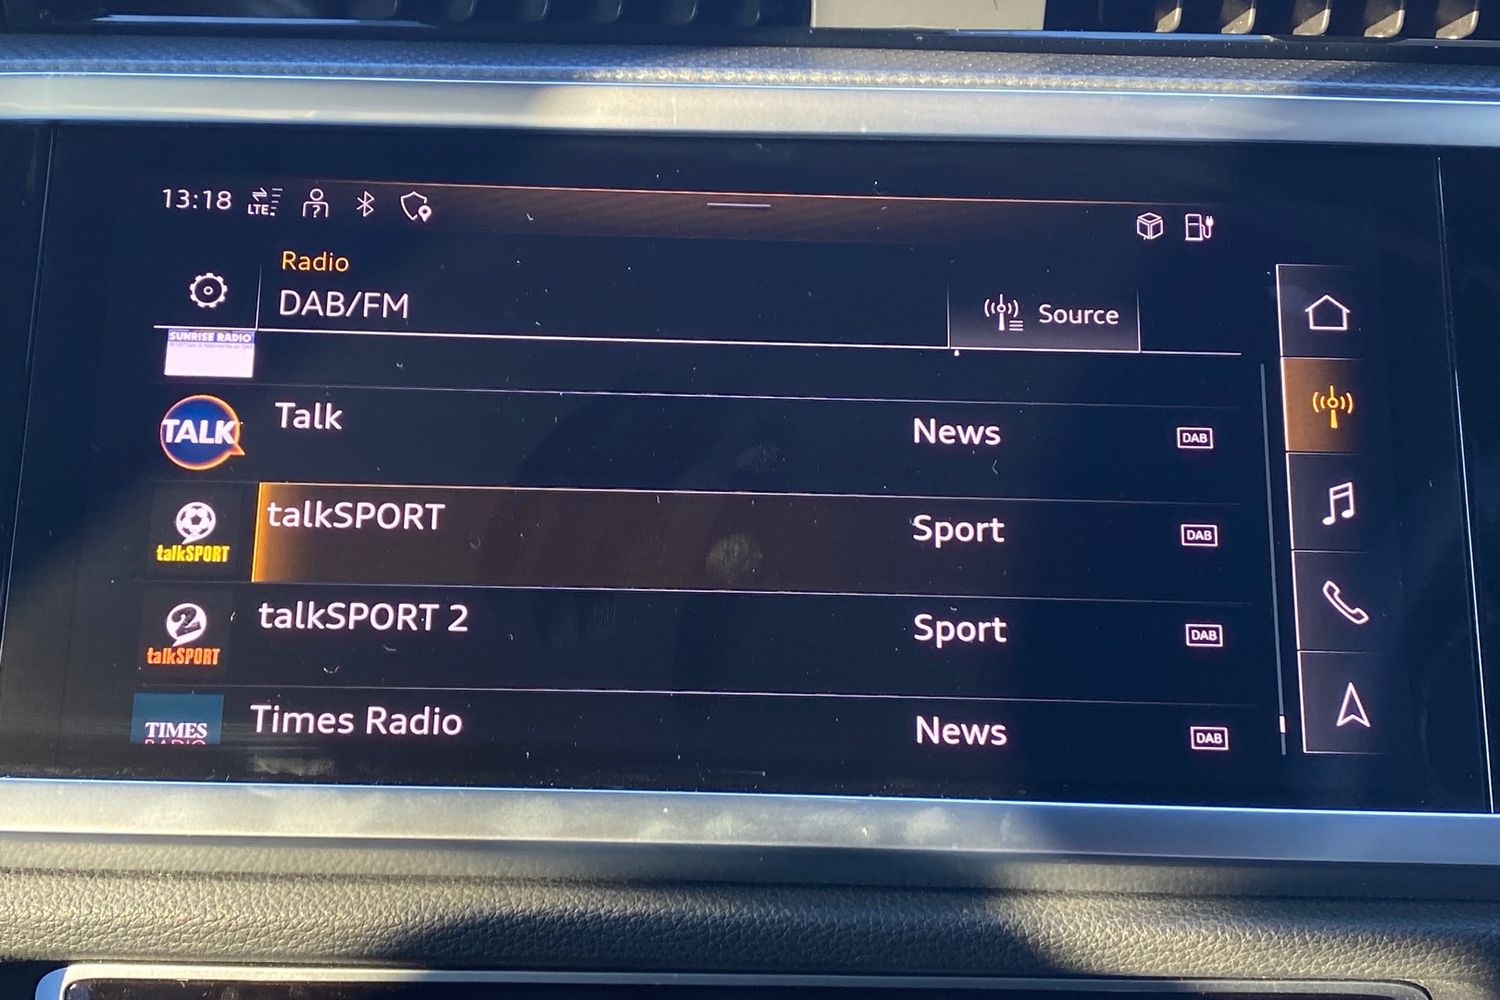 13:18
LTE
Radio
DAB/FM
Source
SUNRISE RADIO
TALK
Talk
News
DAB
talkSPORT
talkSPORT
Sport
DAB
2
talkSPORT
talkSPORT 2
Sport
DAB
TIMES
RADIO
Times Radio
News
DAB